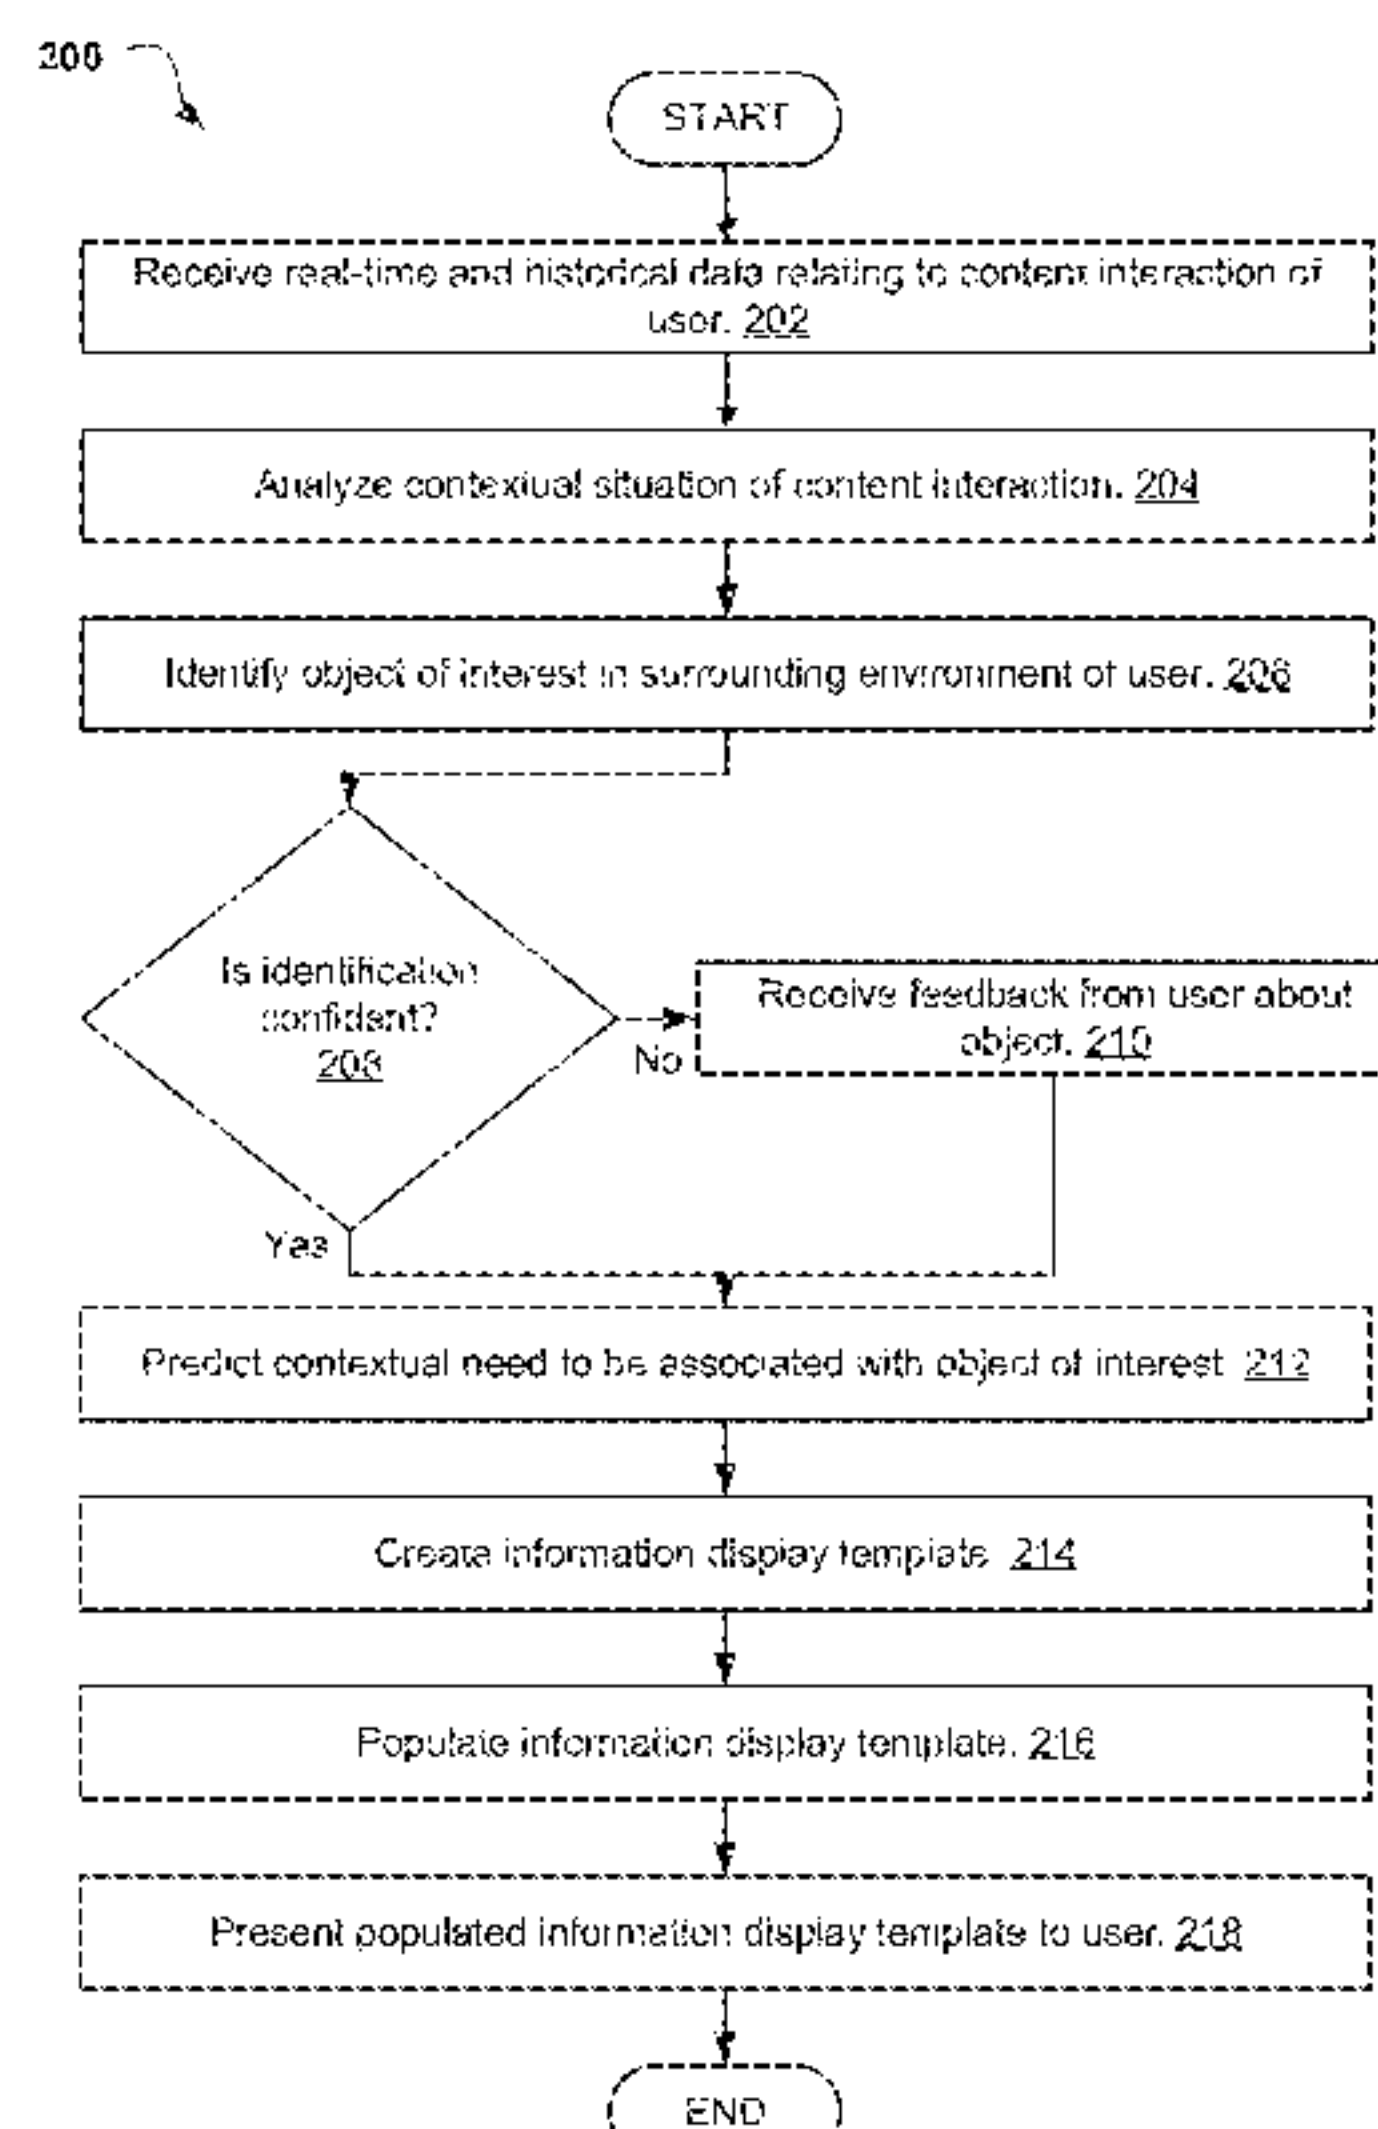 200
START
Receive real-time and historical data relating to content interaction of
user. 202
Analyze contextual situation of content interaction. 204
Identify object of interest in surrounding environment of user. 206
Is identification
confident?
208
No
Receive feedback from user about
object. 210
Yes
Predict contextual need to be associated with object of interest 212
Create information display template 214
Populate information display template. 216
Present populated information display template to user. 218
END